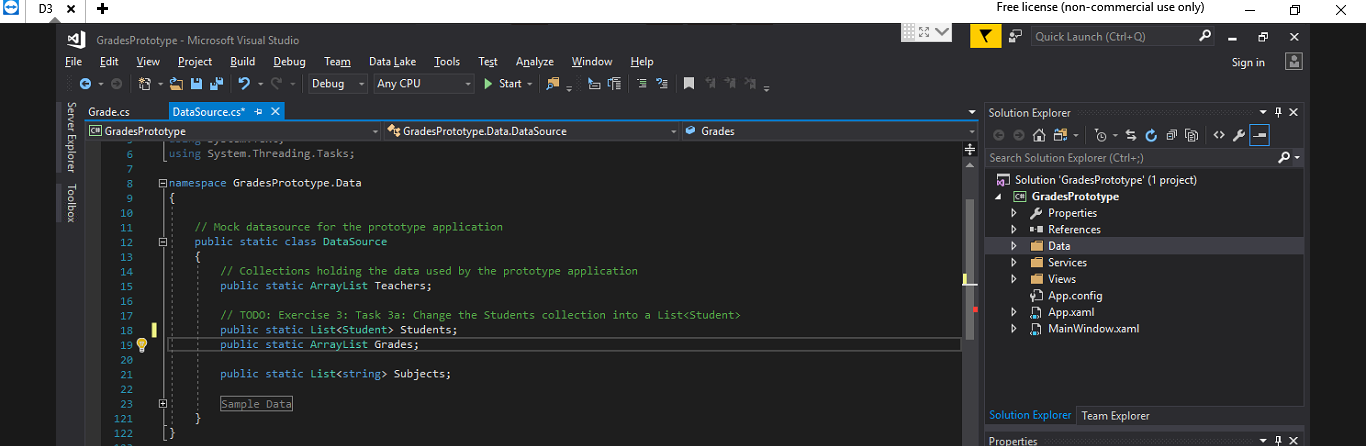 D3
Free license (non-commercial use only)
GradesPrototype - Microsoft Visual Studio
Quick Launch (Ctrl+Q)
File Edit View Project Build Debug Team Data Lake Tools Test Analyze Window Help
Sign in
Debug Any CPU Start
Server Explorer
Toolbox
Grade.cs DataSource.cs*
GradesPrototype GradesPrototype.Data.DataSource Grades
6 using System.Threading.Tasks;
7
8 namespace GradesPrototype.Data
9 {
10
11 // Mock datasource for the prototype application
12 public static class DataSource
13 {
14 // Collections holding the data used by the prototype application
15 public static ArrayList Teachers;
16
17 // TODO: Exercise 3: Task 3a: Change the Students collection into a List<Student>
18 public static List<Student> Students;
19 public static ArrayList Grades;
20
21 public static List<string> Subjects;
22
23 Sample Data
121 }
122 }
Solution Explorer
Search Solution Explorer (Ctrl+;)
Solution 'GradesPrototype' (1 project)
GradesPrototype
Properties
References
Data
Services
Views
App.config
App.xaml
MainWindow.xaml
Solution Explorer Team Explorer
Properties